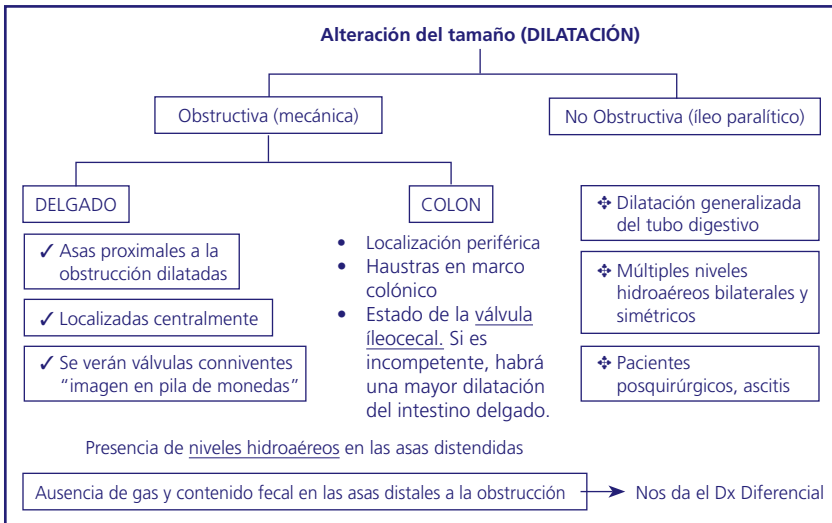 Alteración del tamaño (DILATACIÓN)
Obstructiva (mecánica)
No Obstructiva (íleo paralítico)
DELGADO
✓ Asas proximales a la
obstrucción dilatadas
✓ Localizadas centralmente
✓ Se verán válvulas conniventes
“imagen en pila de monedas”
COLON
• Localización periférica
• Haustras en marco
colónico
• Estado de la válvula
íleocecal. Si es
incompetente, habrá
una mayor dilatación
del intestino delgado.
✥ Dilatación generalizada
del tubo digestivo
✥ Múltiples niveles
hidroaéreos bilaterales y
simétricos
✥ Pacientes
posquirúrgicos, ascitis
Presencia de niveles hidroaéreos en las asas distendidas
Ausencia de gas y contenido fecal en las asas distales a la obstrucción
Nos da el Dx Diferencial